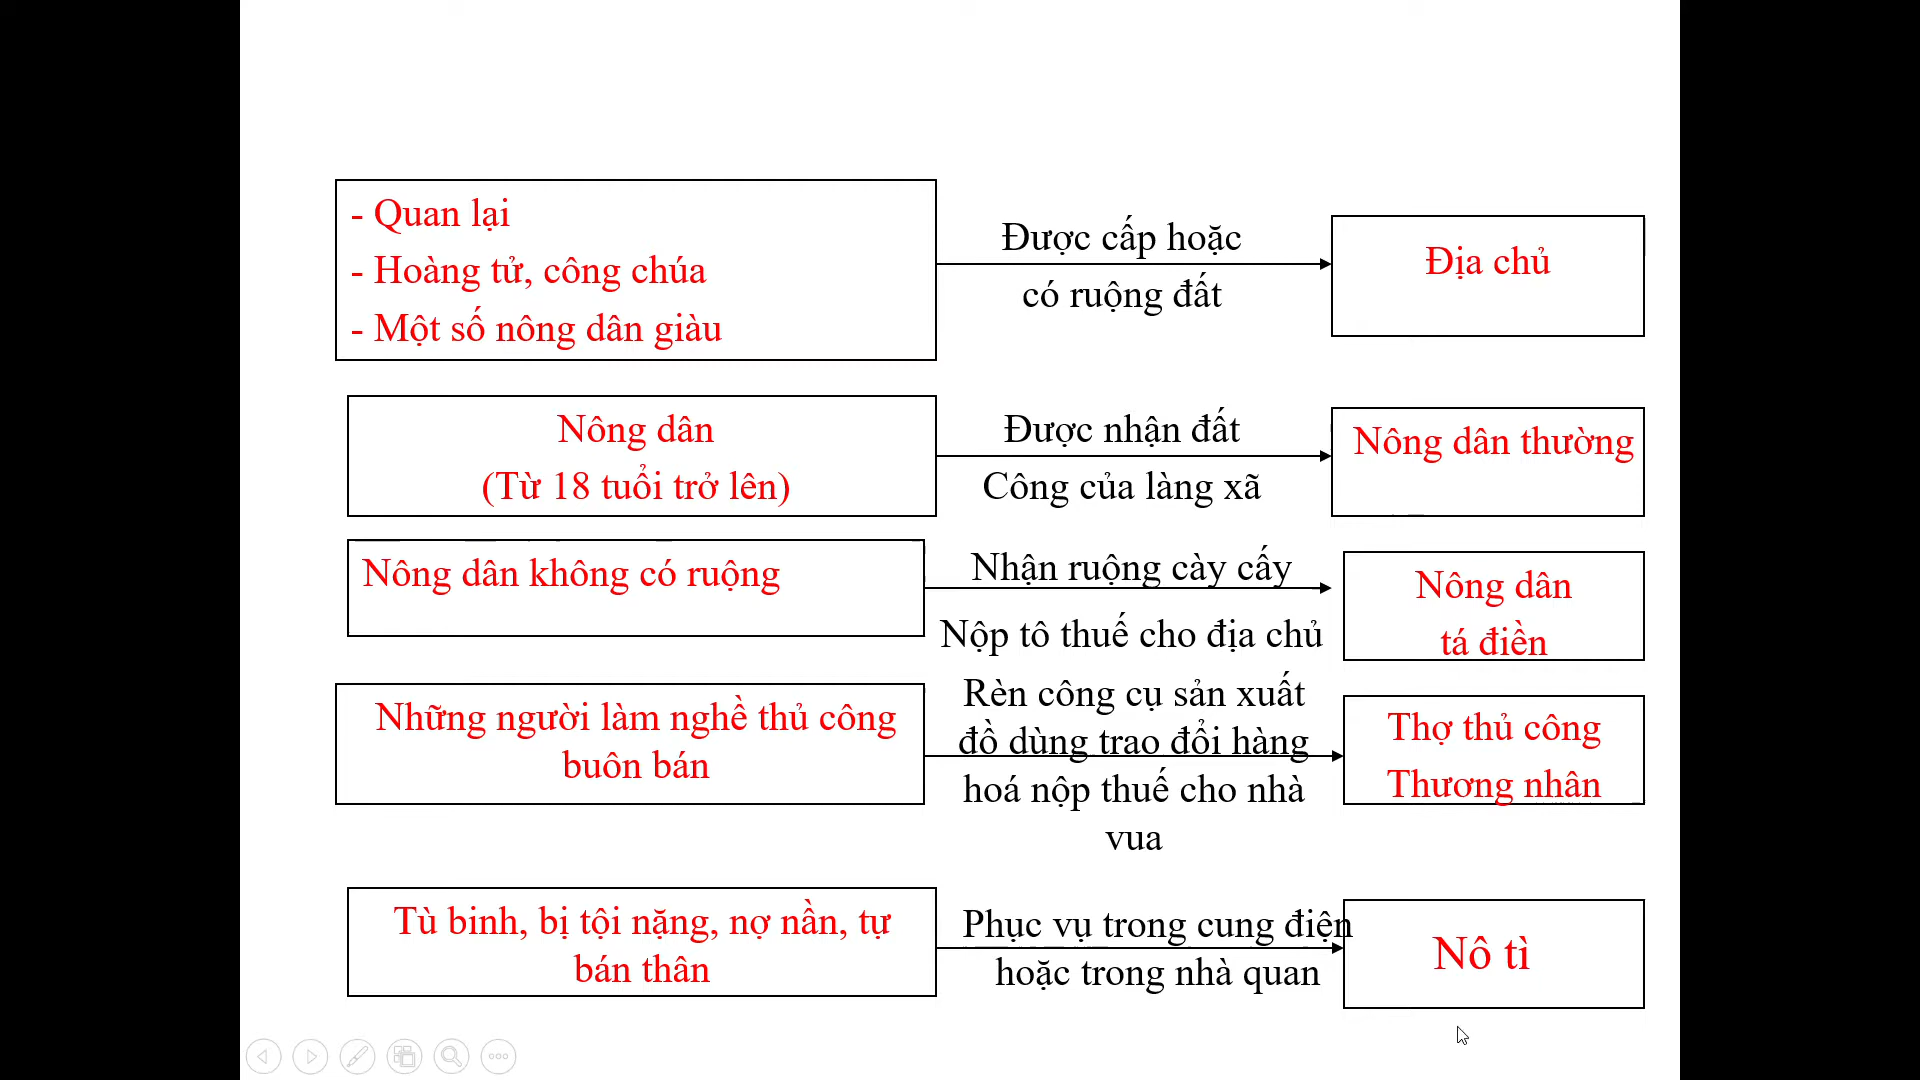 - Quan lại
- Hoàng tử, công chúa
- Một số nông dân giàu
Được cấp hoặc
có ruộng đất
Địa chủ
Nông dân
(Từ 18 tuổi trở lên)
Được nhận đất
Công của làng xã
Nông dân thường
Nông dân không có ruộng
Nhận ruộng cày cấy
Nộp tô thuế cho địa chủ
Nông dân
tá điền
Những người làm nghề thủ công
buôn bán
Rèn công cụ sản xuất
đồ dùng trao đổi hàng
hoá nộp thuế cho nhà
vua
Thợ thủ công
Thương nhân
Tù binh, bị tội nặng, nợ nần, tự
bán thân
Phục vụ trong cung điện
hoặc trong nhà quan
Nô tì